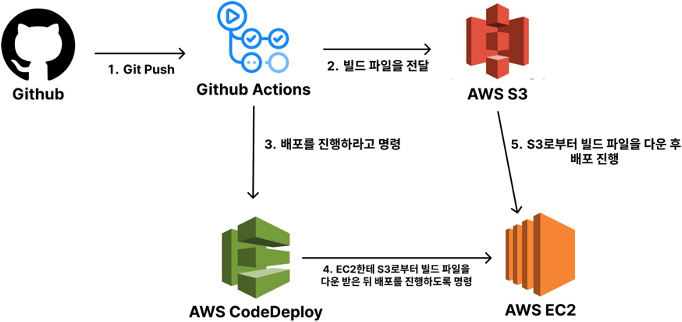 Github
1. Git Push
Github Actions
2. 빌드 파일을 전달
AWS S3
3. 배포를 진행하라고 명령
5. S3로부터 빌드 파일을 다운 후
배포 진행
AWS CodeDeploy
4. EC2한테 S3로부터 빌드 파일을
다운 받은 뒤 배포를 진행하도록 명령
AWS EC2